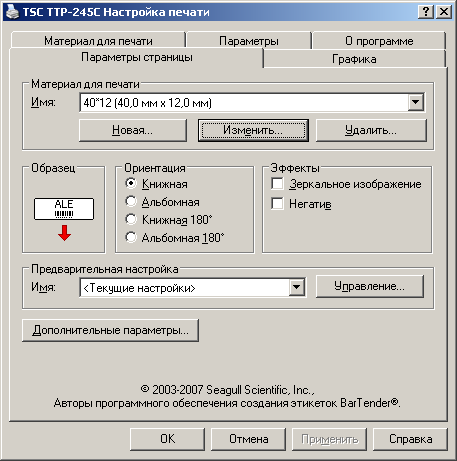 TSC TTP-245C Настройка печати
Материал для печати
Параметры
О программе
Параметры страницы
Графика
Материал для печати
Имя:
40*12 (40,0 мм x 12,0 мм)
Новая...
Изменить...
Удалить...
Образец
Ориентация
Эффекты
ALE
Книжная
Зеркальное изображение
Альбомная
Негатив
Книжная 180°
Альбомная 180°
Предварительная настройка
Имя:
<Текущие настройки>
Управление...
Дополнительные параметры...
© 2003-2007 Seagull Scientific, Inc.,
Авторы программного обеспечения создания этикеток BarTender®.
OK
Отмена
Применить
Справка